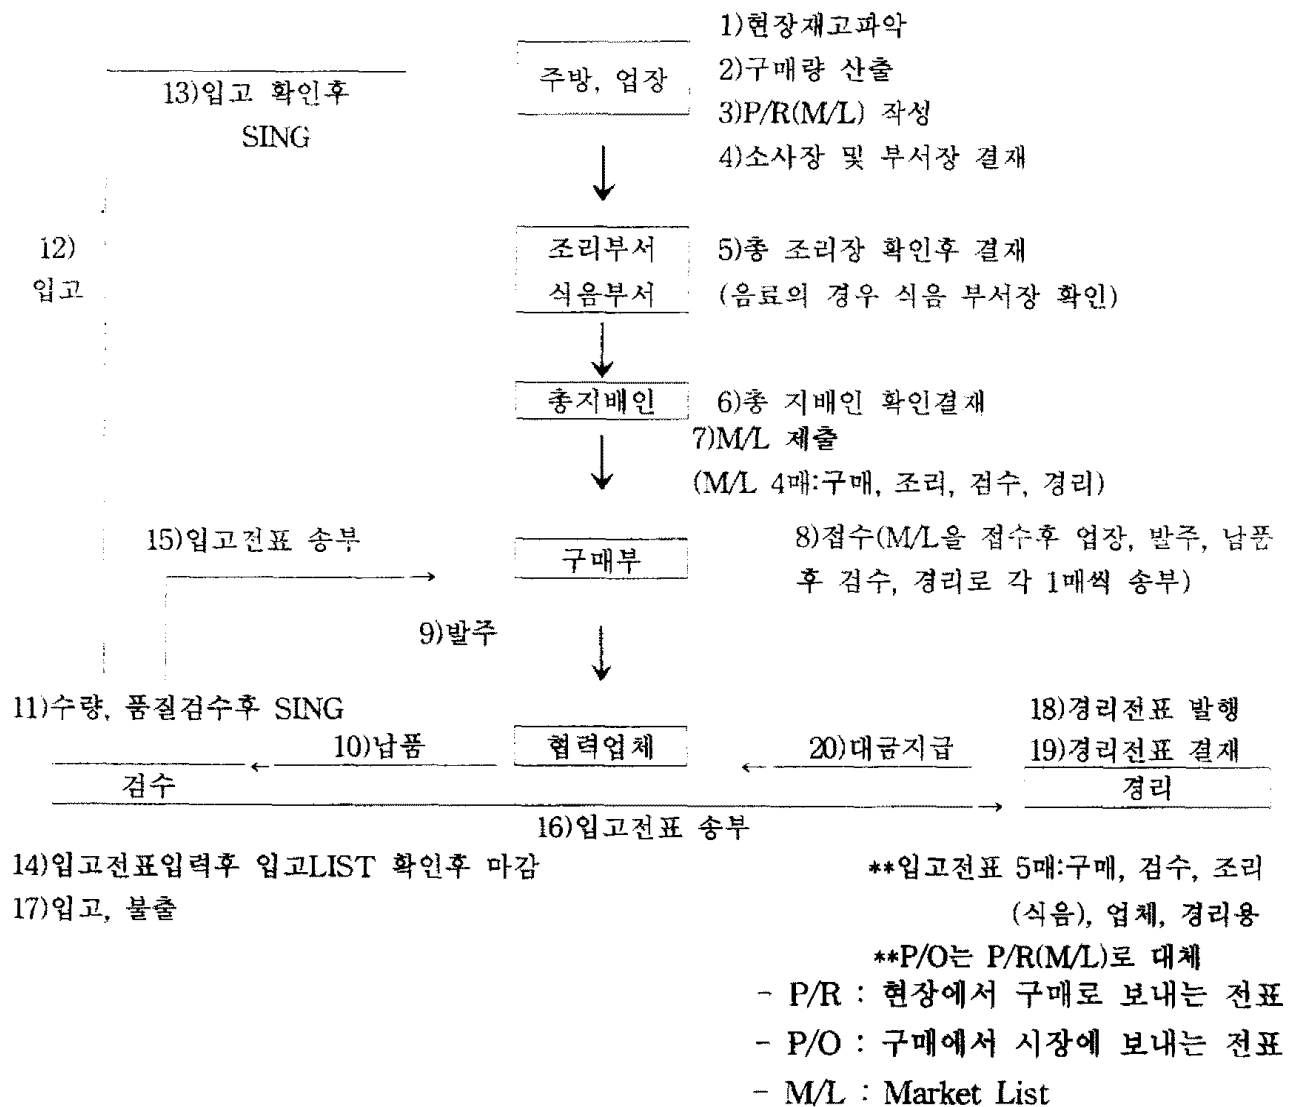 1)현장재고파악
주방, 업장
2)구매량 산출
13)입고 확인후
SING
3)P/R(M/L) 작성
4)소사장 및 부서장 결재
12)
입고
조리부서
식음부서
5)총 조리장 확인후 결재
(음료의 경우 식음 부서장 확인)
총지배인
6)총 지배인 확인결재
7)M/L 제출
(M/L 4매:구매, 조리, 검수, 경리)
15)입고전표 송부
구매부
8)접수(M/L을 접수후 업장, 발주, 납품
후 검수, 경리로 각 1매씩 송부)
9)발주
11)수량, 품질검수후 SING
18)경리전표 발행
10)납품
협력업체
20)대금지급
19)경리전표 결재
검수
경리
16)입고전표 송부
14)입고전표입력후 입고LIST 확인후 마감
17)입고, 불출
**입고전표 5매:구매, 검수, 조리
(식음), 업체, 경리용
**P/O는 P/R(M/L)로 대체
- P/R : 현장에서 구매로 보내는 전표
- P/O : 구매에서 시장에 보내는 전표
- M/L : Market List